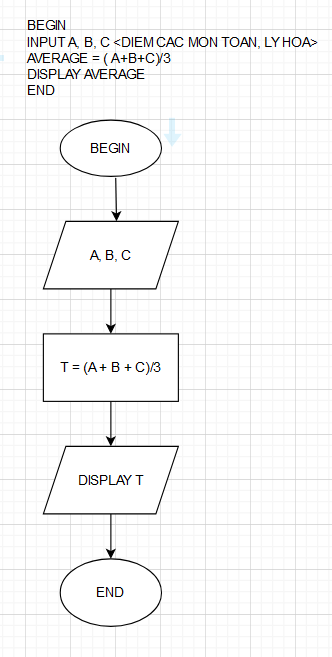 BEGIN
INPUT A, B, C <DIEM CAC MON TOAN, LY HOA>
AVERAGE = ( A+B+C)/3
DISPLAY AVERAGE
END
BEGIN
A, B, C
T = (A + B + C)/3
DISPLAY T
END